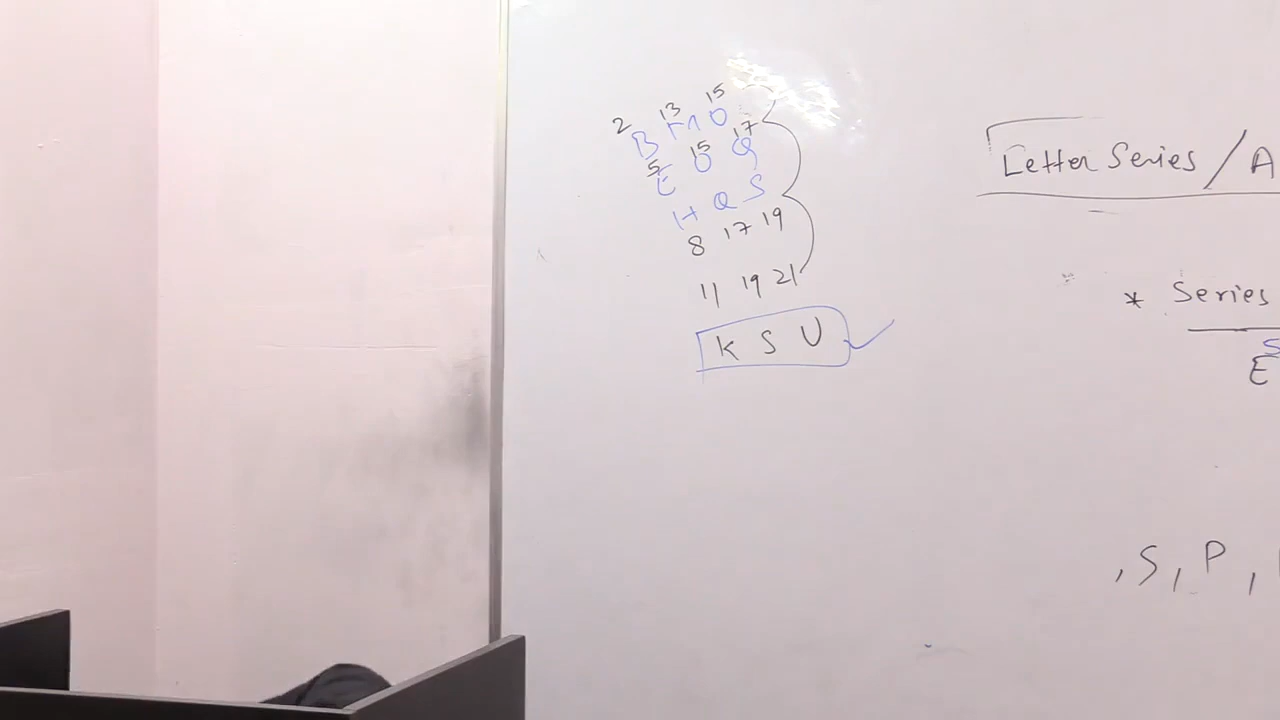 2 13 15
B M O
5 15 17
E O Q
H Q S
8 17 19
11 19 21
K S U
Letter Series / A
* Series
S
E
, S, P,